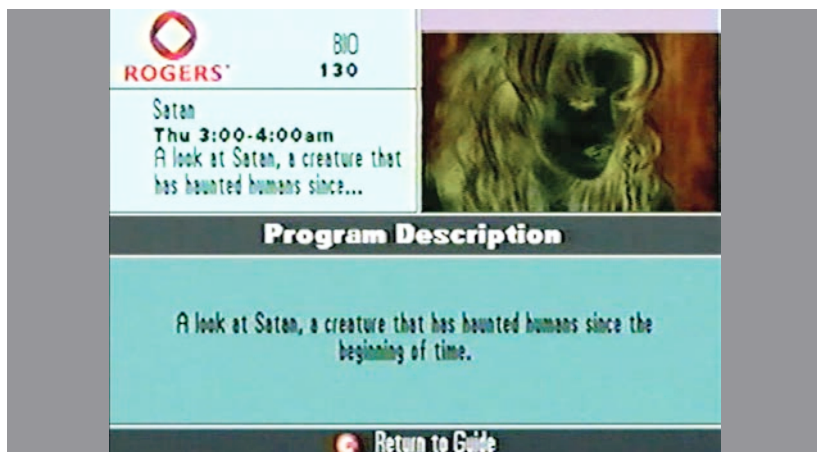 ROGERS
BIO
130
Satan
Thu 3:00-4:00am
A look at Satan, a creature that
has haunted humans since...
Program Description
A look at Satan, a creature that has haunted humans since the
beginning of time.
Return to Guide